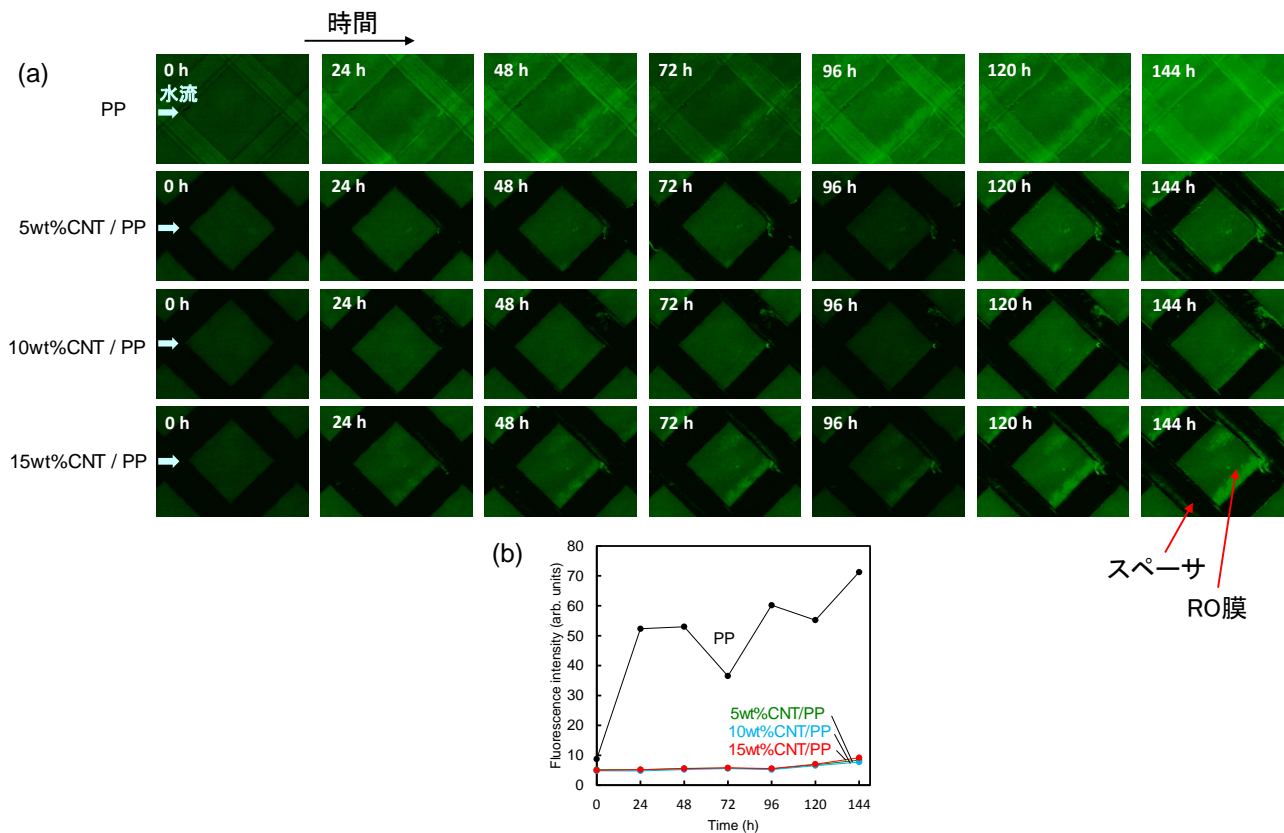 時間
(a)
PP
0 h
水流
24 h
48 h
72 h
96 h
120 h
144 h
5wt%CNT / PP
0 h
24 h
48 h
72 h
96 h
120 h
144 h
10wt%CNT / PP
0 h
24 h
48 h
72 h
96 h
120 h
144 h
15wt%CNT / PP
0 h
24 h
48 h
72 h
96 h
120 h
144 h
スペーサ
RO膜
(b)
Fluorescence intensity (arb. units)
80
70
60
50
40
30
20
10
0
PP
5wt%CNT/PP
10wt%CNT/PP
15wt%CNT/PP
0 24 48 72 96 120 144
Time (h)